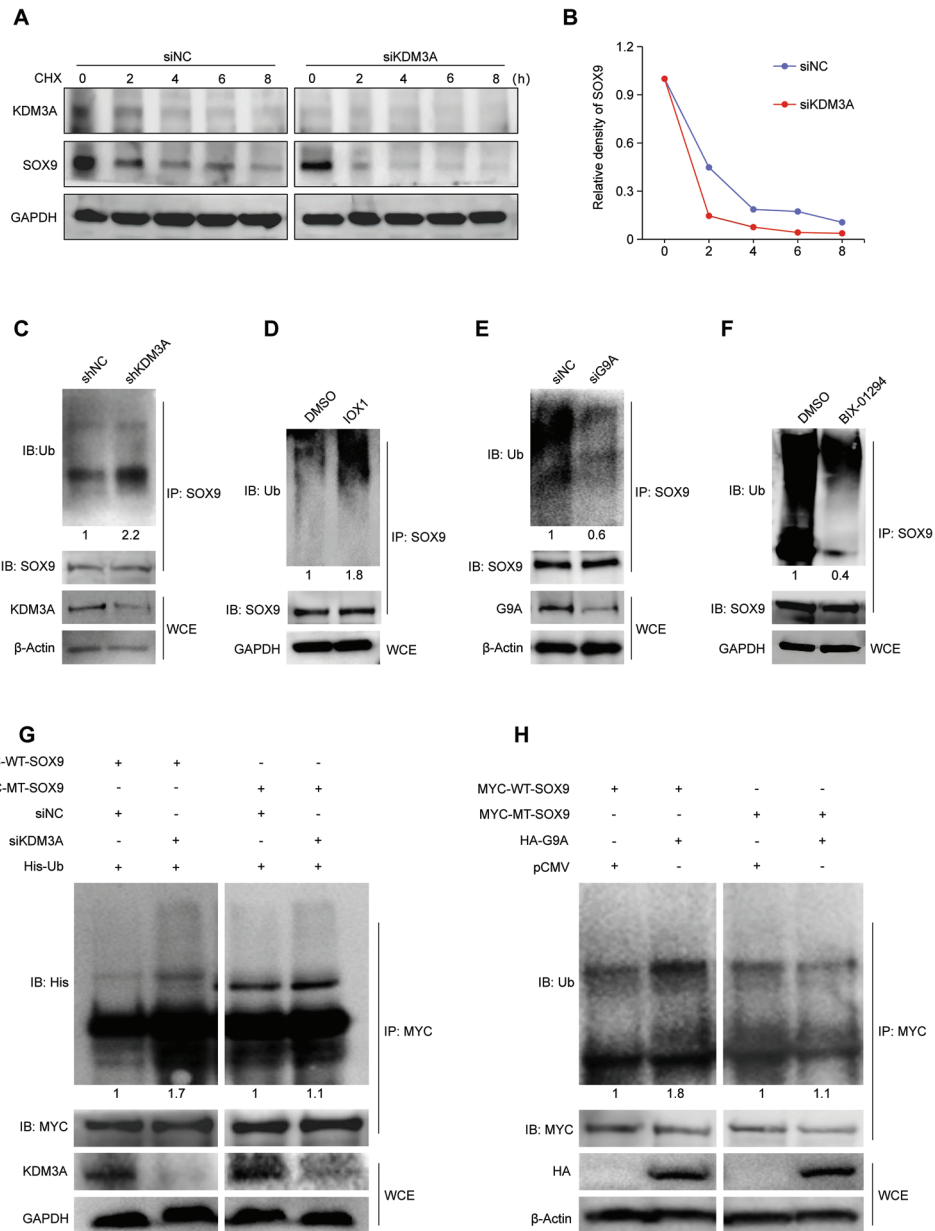 A
siNC siKDM3A
CHX 0 2 4 6 8 0 2 4 6 8 (h)
KDM3A
SOX9
GAPDH
B
Relative density of SOX9
1.2
0.9
0.6
0.3
0
0 2 4 6 8
siNC
siKDM3A
C
shNC shKDM3A
IB:Ub
1 2.2
IP: SOX9
IB: SOX9
KDM3A
β-Actin
WCE
D
DMSO IOX1
IB: Ub
1 1.8
IP: SOX9
IB: SOX9
GAPDH WCE
E
siNC siG9A
IB: Ub
1 0.6
IP: SOX9
IB: SOX9
G9A
β-Actin
WCE
F
DMSO BIX-01294
IB: Ub
1 0.4
IP: SOX9
IB: SOX9
GAPDH WCE
G
-WT-SOX9 + + - -
C-MT-SOX9 - - + +
siNC + - + -
siKDM3A - + - +
His-Ub + + + +
IB: His
1 1.7 1 1.1
IP: MYC
IB: MYC
KDM3A
GAPDH
WCE
H
MYC-WT-SOX9 + + - -
MYC-MT-SOX9 - - + +
HA-G9A - + - +
pCMV + - + -
IB: Ub
1 1.8 1 1.1
IP: MYC
IB: MYC
HA
β-Actin
WCE